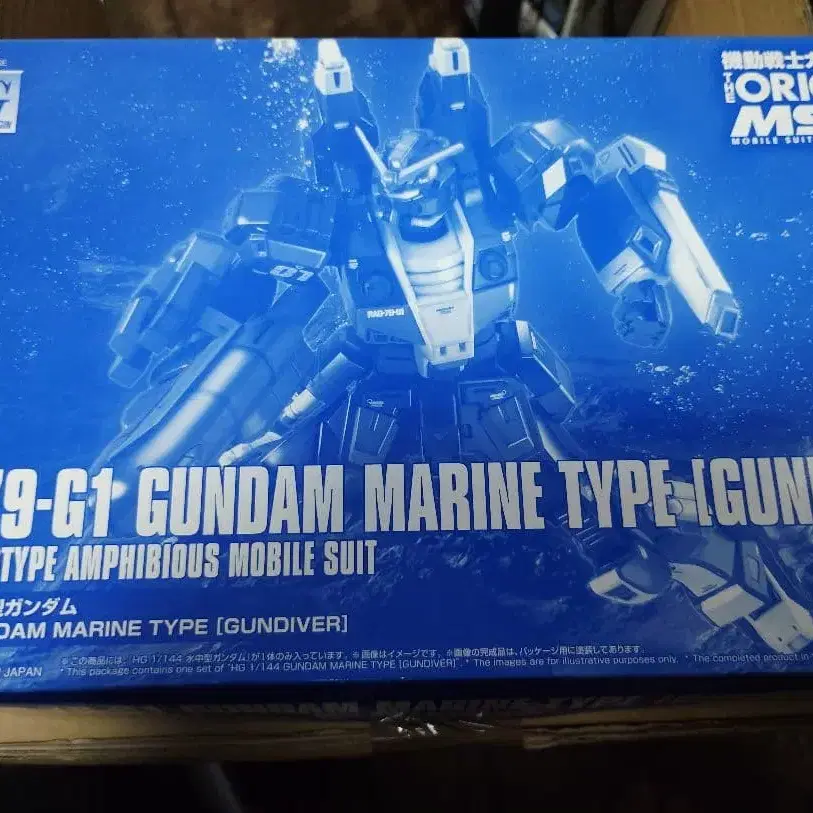 機動戦士ガ
THE ORIG
MS
MOBILE SUIT
01
RAG-79-G1
79-G1 GUNDAM MARINE TYPE [GUN
TYPE AMPHIBIOUS MOBILE SUIT
型ガンダム
DAM MARINE TYPE [GUNDIVER]
JAPAN
※この商品には、「HG 1/144 水中型ガンダム」が1体のみ入っています。※画像はイメージです。※画像の完成品は、パッケージ用に塗装してあります。
* This package contains one set of "HG 1/144 GUNDAM MARINE TYPE [GUNDIVER]". * The images are for illustrative purposes only. * The completed product in
GUNDAM MARINE TYPE